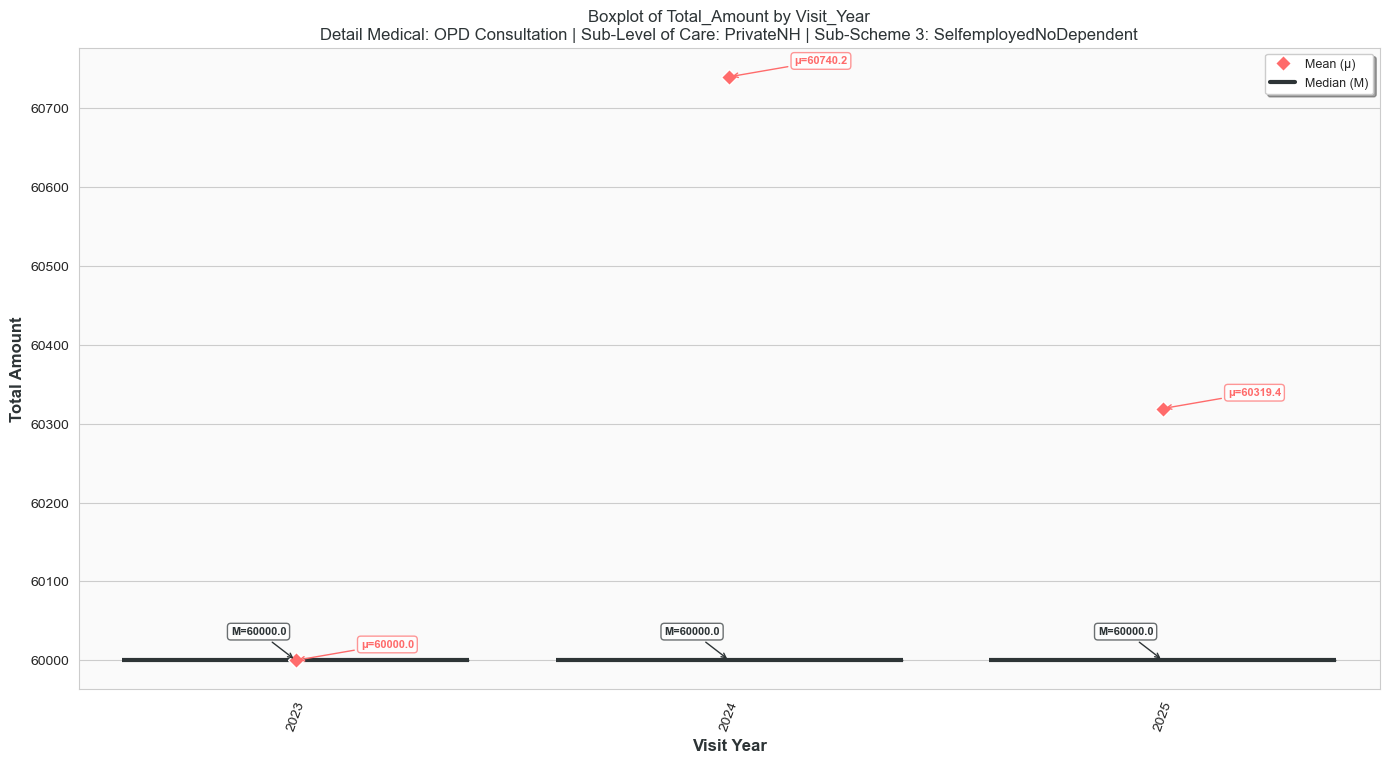 Boxplot of Total_Amount by Visit_Year
Detail Medical: OPD Consultation | Sub-Level of Care: PrivateNH | Sub-Scheme 3: SelfemployedNoDependent
Mean (μ)
Median (M)
Total Amount
60700
60600
60500
60400
60300
60200
60100
60000
μ=60740.2
μ=60319.4
M=60000.0
μ=60000.0
M=60000.0
M=60000.0
2023
2024
2025
Visit Year